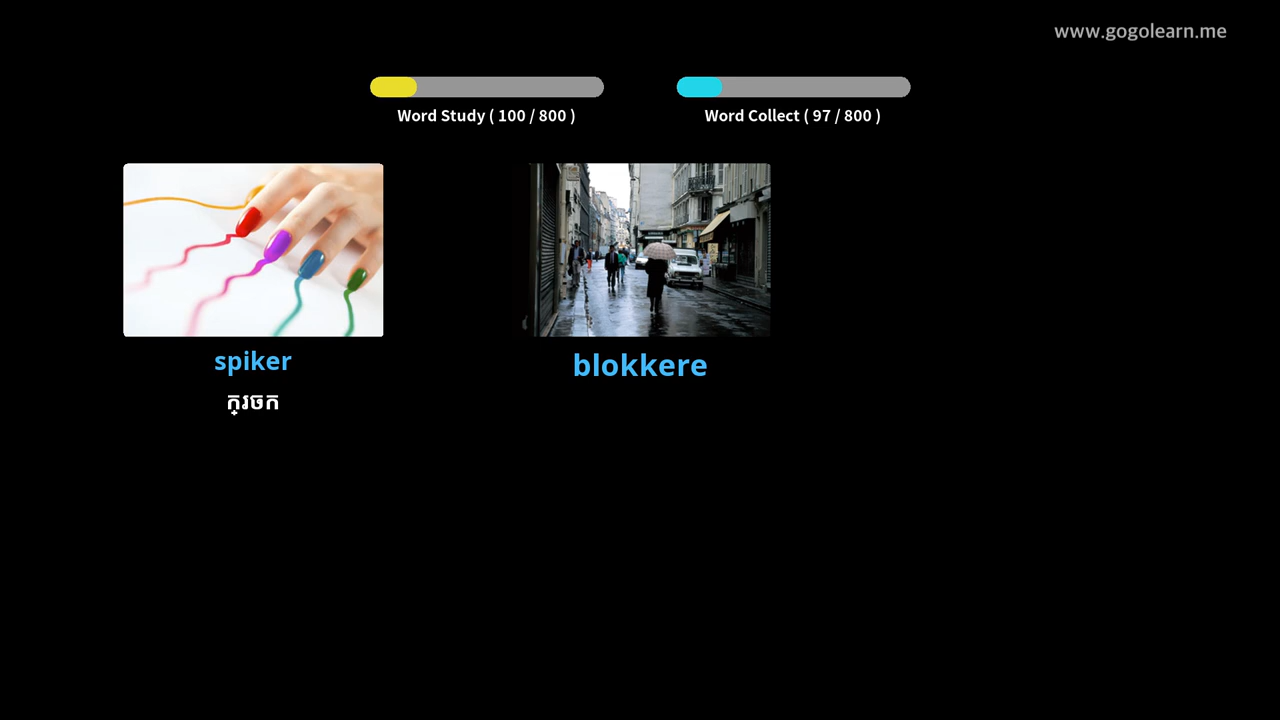 www.gogolearn.me
Word Study ( 100 / 800 )
Word Collect ( 97 / 800 )
spiker
ក្រចក
blokkere